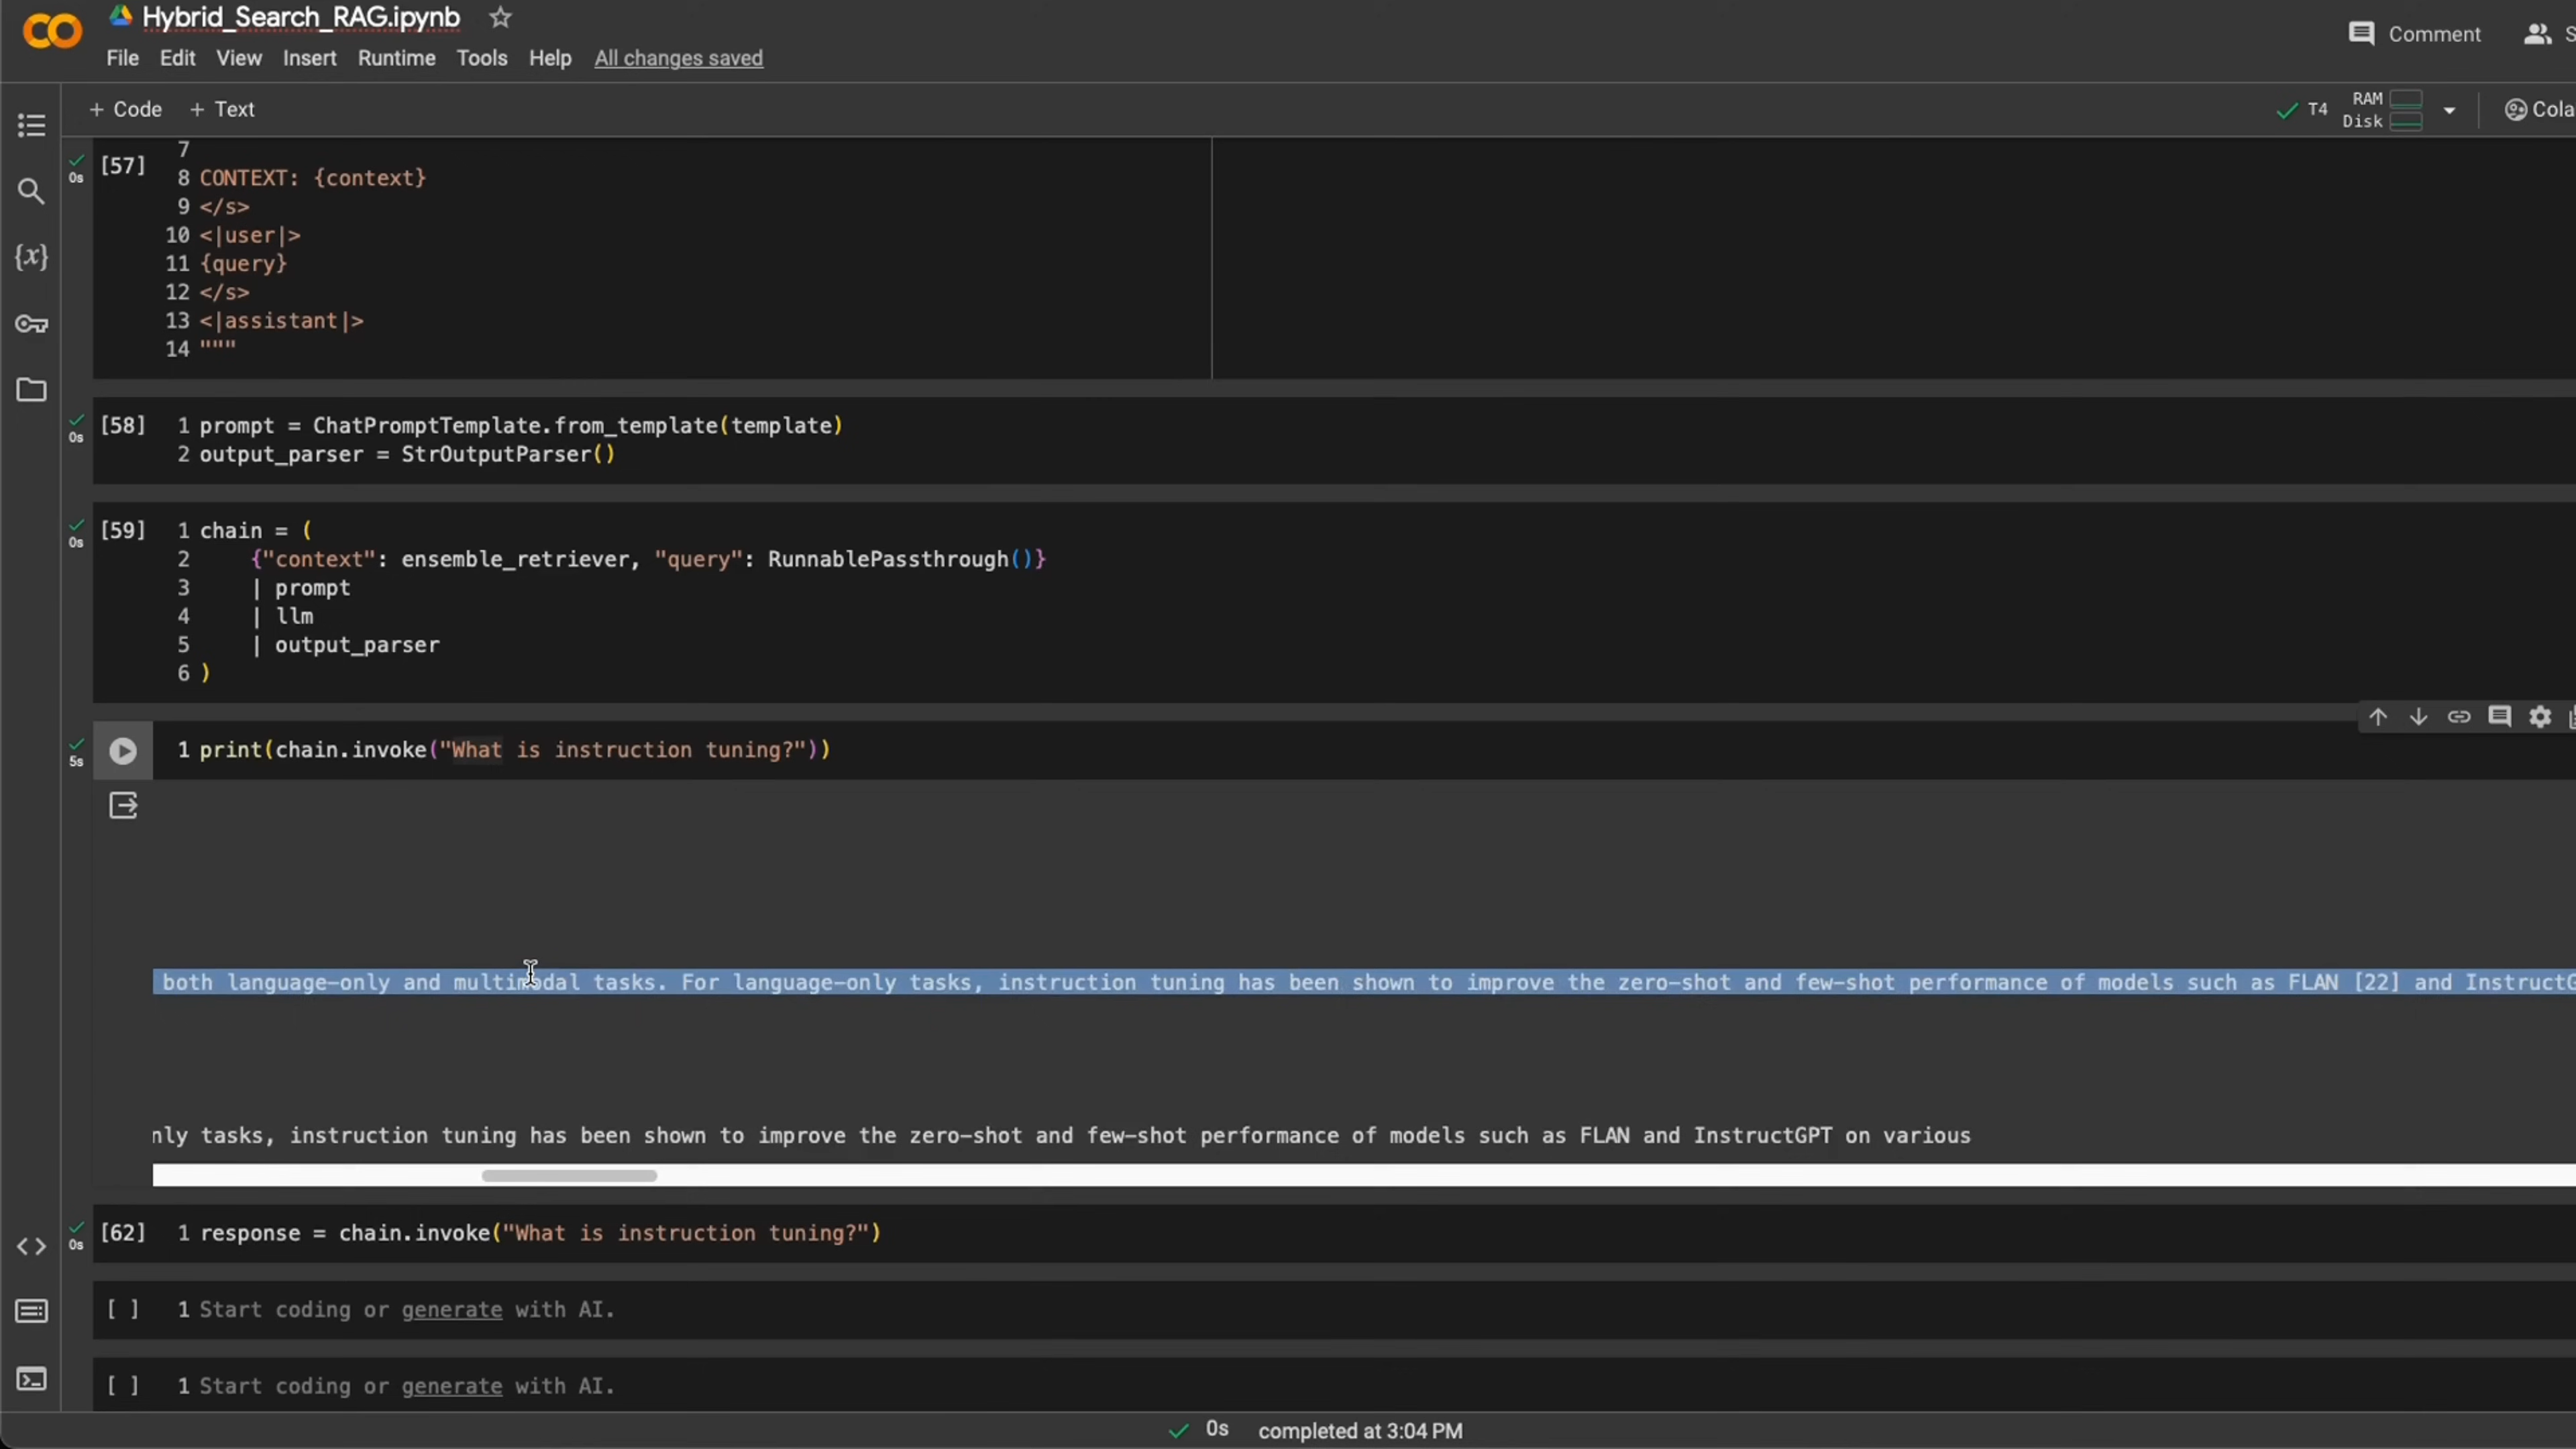 Hybrid_Search_RAG.ipynb
File Edit View Insert Runtime Tools Help All changes saved
Comment
+ Code + Text
T4 RAM Disk
[57]
0s
7
8 CONTEXT: {context}
9 </s>
10 <|user|>
11 {query}
12 </s>
13 <|assistant|>
14 """
[58] 1 prompt = ChatPromptTemplate.from_template(template)
0s 2 output_parser = StrOutputParser()
[59] 1 chain = (
0s 2 {"context": ensemble_retriever, "query": RunnablePassthrough()}
3 | prompt
4 | llm
5 | output_parser
6 )
5s 1 print(chain.invoke("What is instruction tuning?"))
both language-only and multimodal tasks. For language-only tasks, instruction tuning has been shown to improve the zero-shot and few-shot performance of models such as FLAN [22] and Instruct
nly tasks, instruction tuning has been shown to improve the zero-shot and few-shot performance of models such as FLAN and InstructGPT on various
[62] 1 response = chain.invoke("What is instruction tuning?")
0s
[ ] 1 Start coding or generate with AI.
[ ] 1 Start coding or generate with AI.
0s completed at 3:04 PM